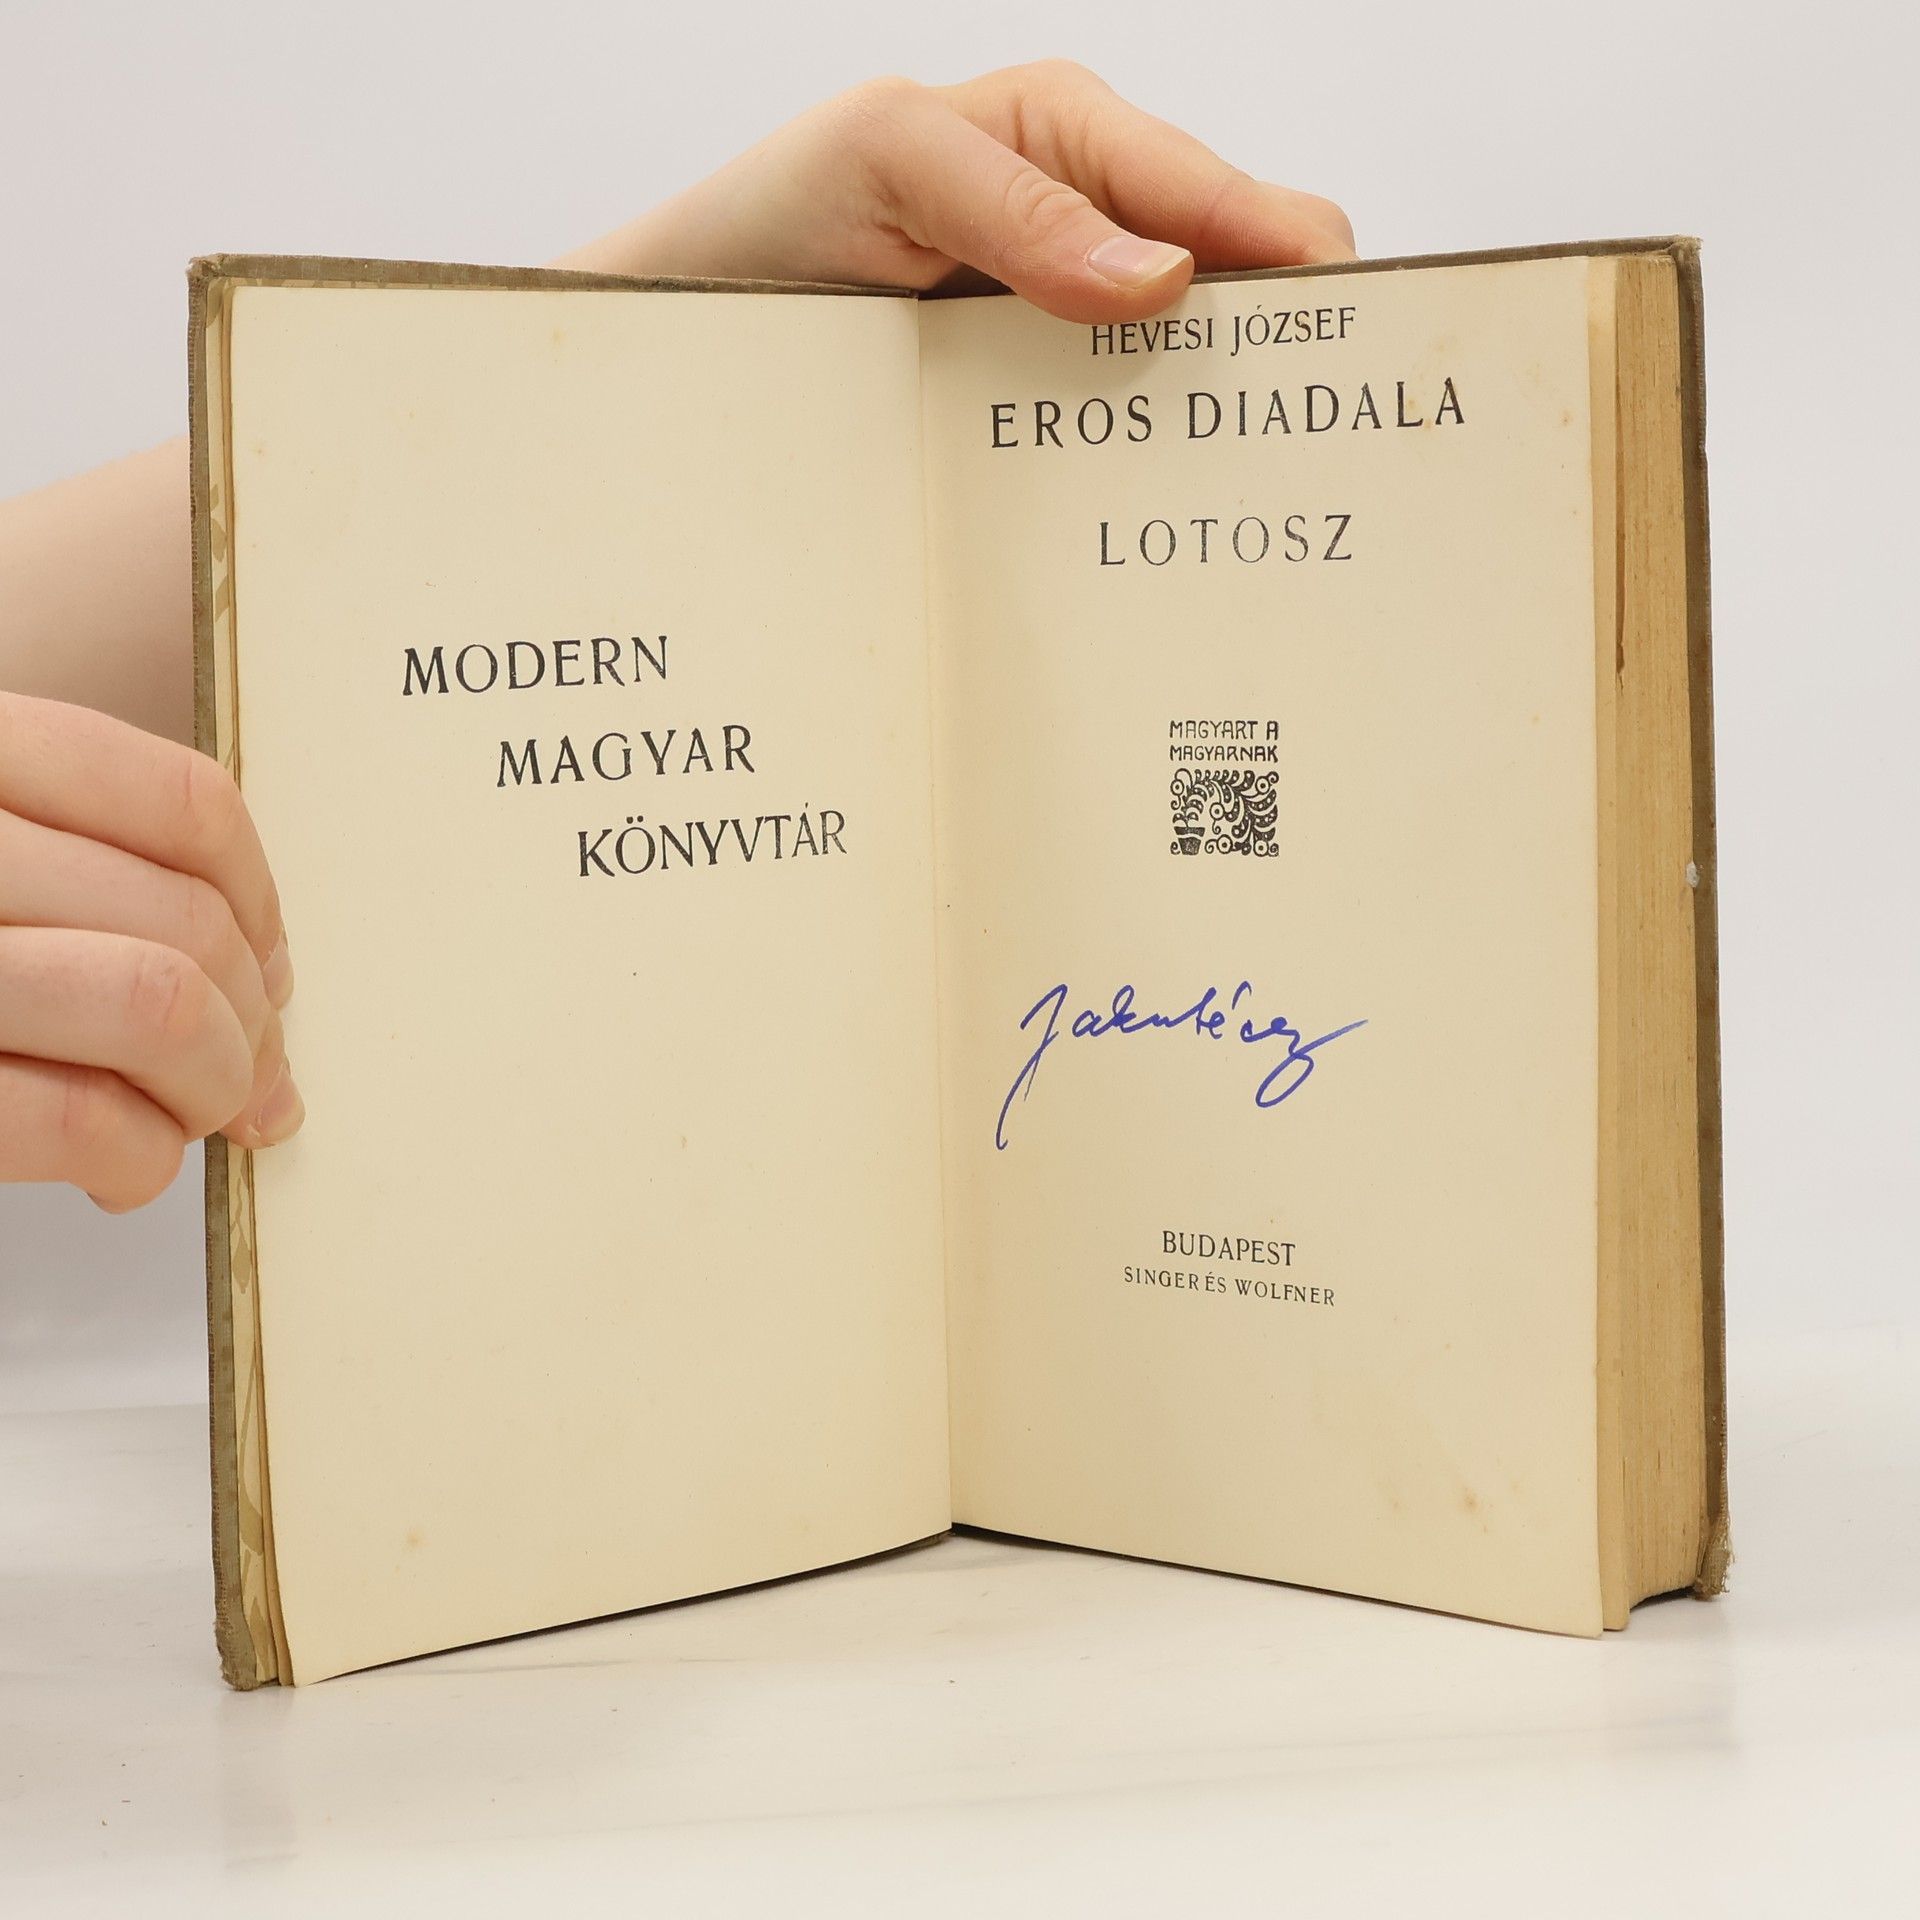 MODERN
MAGYAR
KÖNYVTÁR
HEVESI JÓZSEF
EROS DIADALA
LOTOSZ
MAGYART A
MAGYARNAK
BUDAPEST
SINGER ÉS WOLFNER